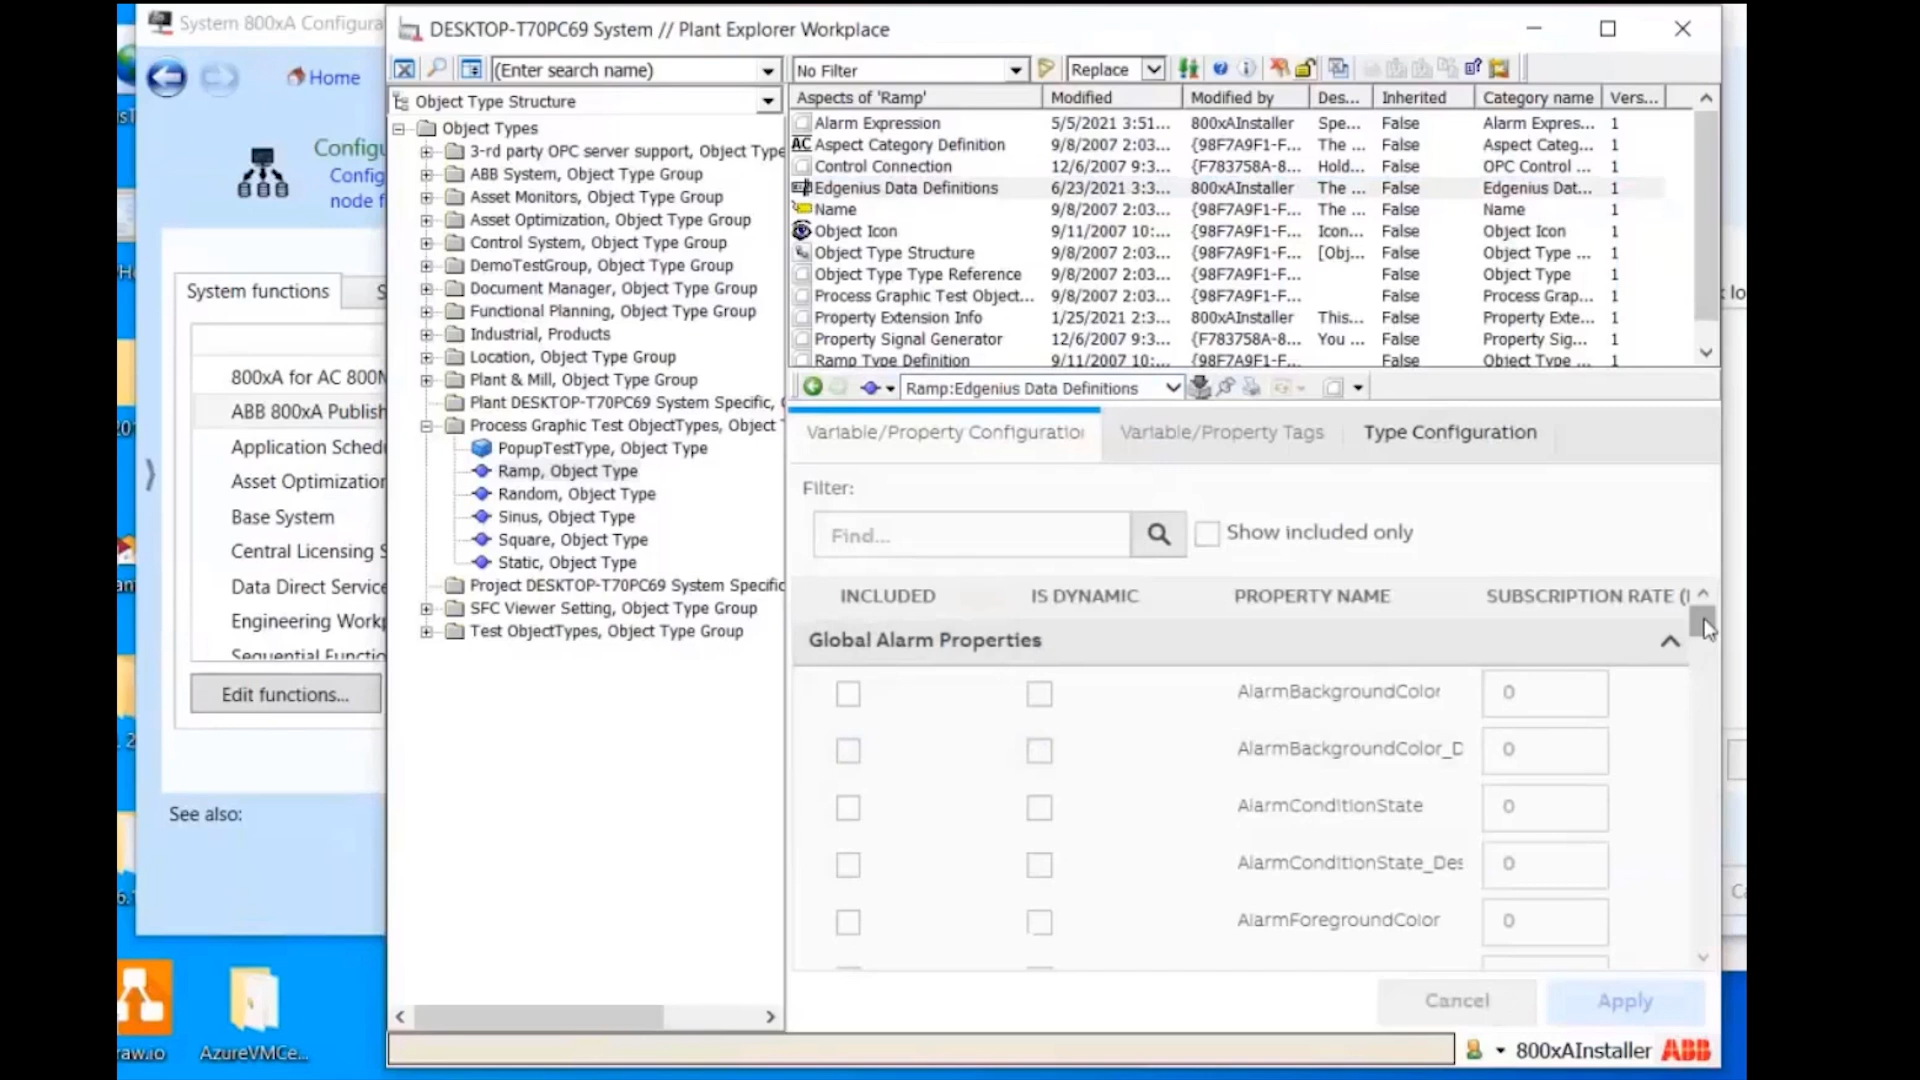 System 800xA Configura
Home
Configu
Config
node f
System functions
S
800xA for AC 800M
ABB 800xA Publish
Application Schedu
Asset Optimization
Base System
Central Licensing S
Data Direct Service
Engineering Workp
Sequential Functio
Edit functions...
See also:
raw.io
AzureVMCe...
DESKTOP-T70PC69 System // Plant Explorer Workplace
(Enter search name)
No Filter
Replace
Object Type Structure
Object Types
3-rd party OPC server support, Object Type
ABB System, Object Type Group
Asset Monitors, Object Type Group
Asset Optimization, Object Type Group
Control System, Object Type Group
DemoTestGroup, Object Type Group
Document Manager, Object Type Group
Functional Planning, Object Type Group
Industrial, Products
Location, Object Type Group
Plant & Mill, Object Type Group
Plant DESKTOP-T70PC69 System Specific,
Process Graphic Test ObjectTypes, Object T
PopupTestType, Object Type
Ramp, Object Type
Random, Object Type
Sinus, Object Type
Square, Object Type
Static, Object Type
Project DESKTOP-T70PC69 System Specific
SFC Viewer Setting, Object Type Group
Test ObjectTypes, Object Type Group
Aspects of 'Ramp' Modified Modified by Des... Inherited Category name Vers...
Alarm Expression 5/5/2021 3:51... 800xAInstaller Spe... False Alarm Expres... 1
Aspect Category Definition 9/8/2007 2:03... {98F7A9F1-F... The ... False Aspect Categ... 1
Control Connection 12/6/2007 9:3... {F783758A-8... Hold... False OPC Control ... 1
Edgenius Data Definitions 6/23/2021 3:3... 800xAInstaller The ... False Edgenius Dat... 1
Name 9/8/2007 2:03... {98F7A9F1-F... The ... False Name 1
Object Icon 9/11/2007 10:... {98F7A9F1-F... Icon... False Object Icon 1
Object Type Structure 9/8/2007 2:03... {98F7A9F1-F... [Obj... False Object Type ... 1
Object Type Type Reference 9/8/2007 2:03... {98F7A9F1-F... False Object Type 1
Process Graphic Test Object... 9/8/2007 2:03... {98F7A9F1-F... False Process Grap... 1
Property Extension Info 1/25/2021 2:3... 800xAInstaller This... False Property Exte... 1
Property Signal Generator 12/6/2007 9:3... {F783758A-8... You ... False Property Sig... 1
Ramp Type Definition 9/11/2007 10:... {98F7A9F1-F... False Object Type ... 1
Ramp:Edgenius Data Definitions
Variable/Property Configuration Variable/Property Tags Type Configuration
Filter:
Find... Show included only
INCLUDED IS DYNAMIC PROPERTY NAME SUBSCRIPTION RATE (
Global Alarm Properties
AlarmBackgroundColor 0
AlarmBackgroundColor_D 0
AlarmConditionState 0
AlarmConditionState_Des 0
AlarmForegroundColor 0
Cancel Apply
800xAInstaller ABB